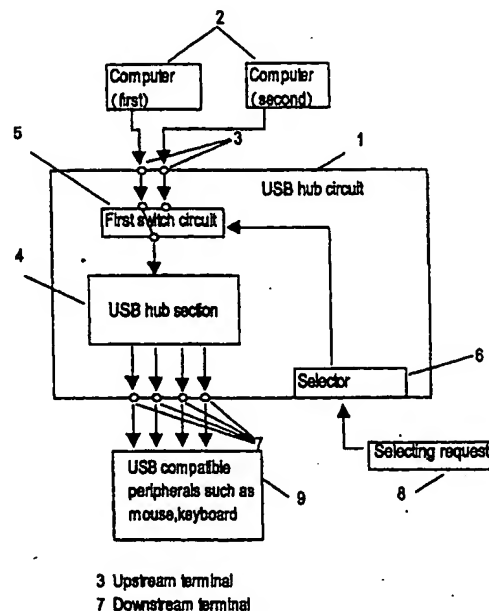 2
Computer
(first)
Computer
(second)
5
3
1
USB hub circuit
First switch circuit
4
USB hub section
6
Selector
7
Selecting request
USB compatible
peripherals such as
mouse,keyboard
9
8
3 Upstream terminal
7 Downstream terminal